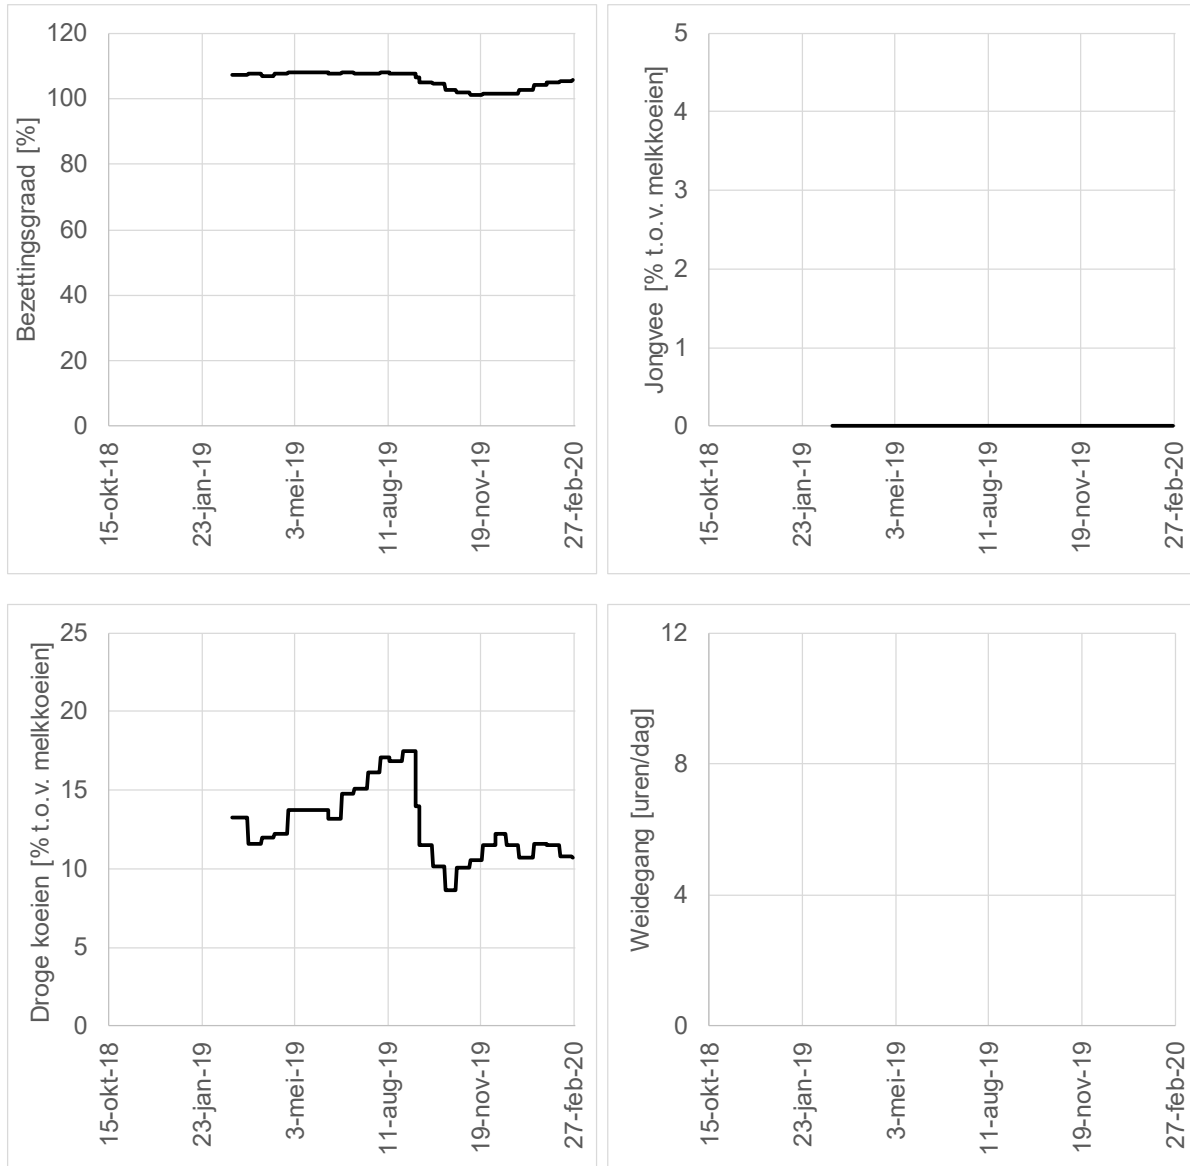 Bezettingsgraad [%]
120
100
80
60
40
20
0
15-okt-18
23-jan-19
3-mei-19
11-aug-19
19-nov-19
27-feb-20
Jongvee [% t.o.v. melkkoeien]
5
4
3
2
1
0
15-okt-18
23-jan-19
3-mei-19
11-aug-19
19-nov-19
27-feb-20
Droge koeien [% t.o.v. melkkoeien]
25
20
15
10
5
0
15-okt-18
23-jan-19
3-mei-19
11-aug-19
19-nov-19
27-feb-20
Weidegang [uren/dag]
12
8
4
0
15-okt-18
23-jan-19
3-mei-19
11-aug-19
19-nov-19
27-feb-20